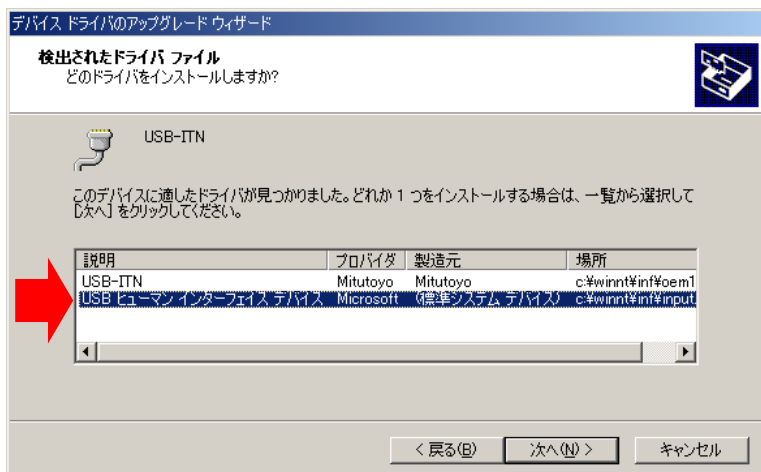 デバイス ドライバのアップグレード ウィザード
検出されたドライバ ファイル
どのドライバをインストールしますか?
USB-ITN
このデバイスに適したドライバが見つかりました。どれか 1 つをインストールする場合は、一覧から選択して
[次へ] をクリックしてください。
説明 プロバイダ 製造元 場所
USB-ITN Mitutoyo Mitutoyo c:¥winnt¥inf¥oem1
USB ヒューマン インターフェイス デバイス Microsoft (標準システム デバイス) c:¥winnt¥inf¥input.
< 戻る(B) 次へ(N) > キャンセル